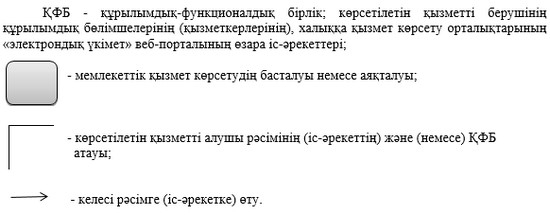 ҚФБ - құрылымдық-функционалдық бірлік; көрсетілетін қызметті берушінің
құрылымдық бөлімшелерінің (қызметкерлерінің), халыққа қызмет көрсету орталықтарының
«электрондық үкімет» веб-порталының өзара іс-әрекеттері;
- мемлекеттік қызмет көрсетудің басталуы немесе аяқталуы;
- көрсетілетін қызметті алушы рәсімінің (іс-әрекеттің) және (немесе) ҚФБ
атауы;
- келесі рәсімге (іс-әрекетке) өту.